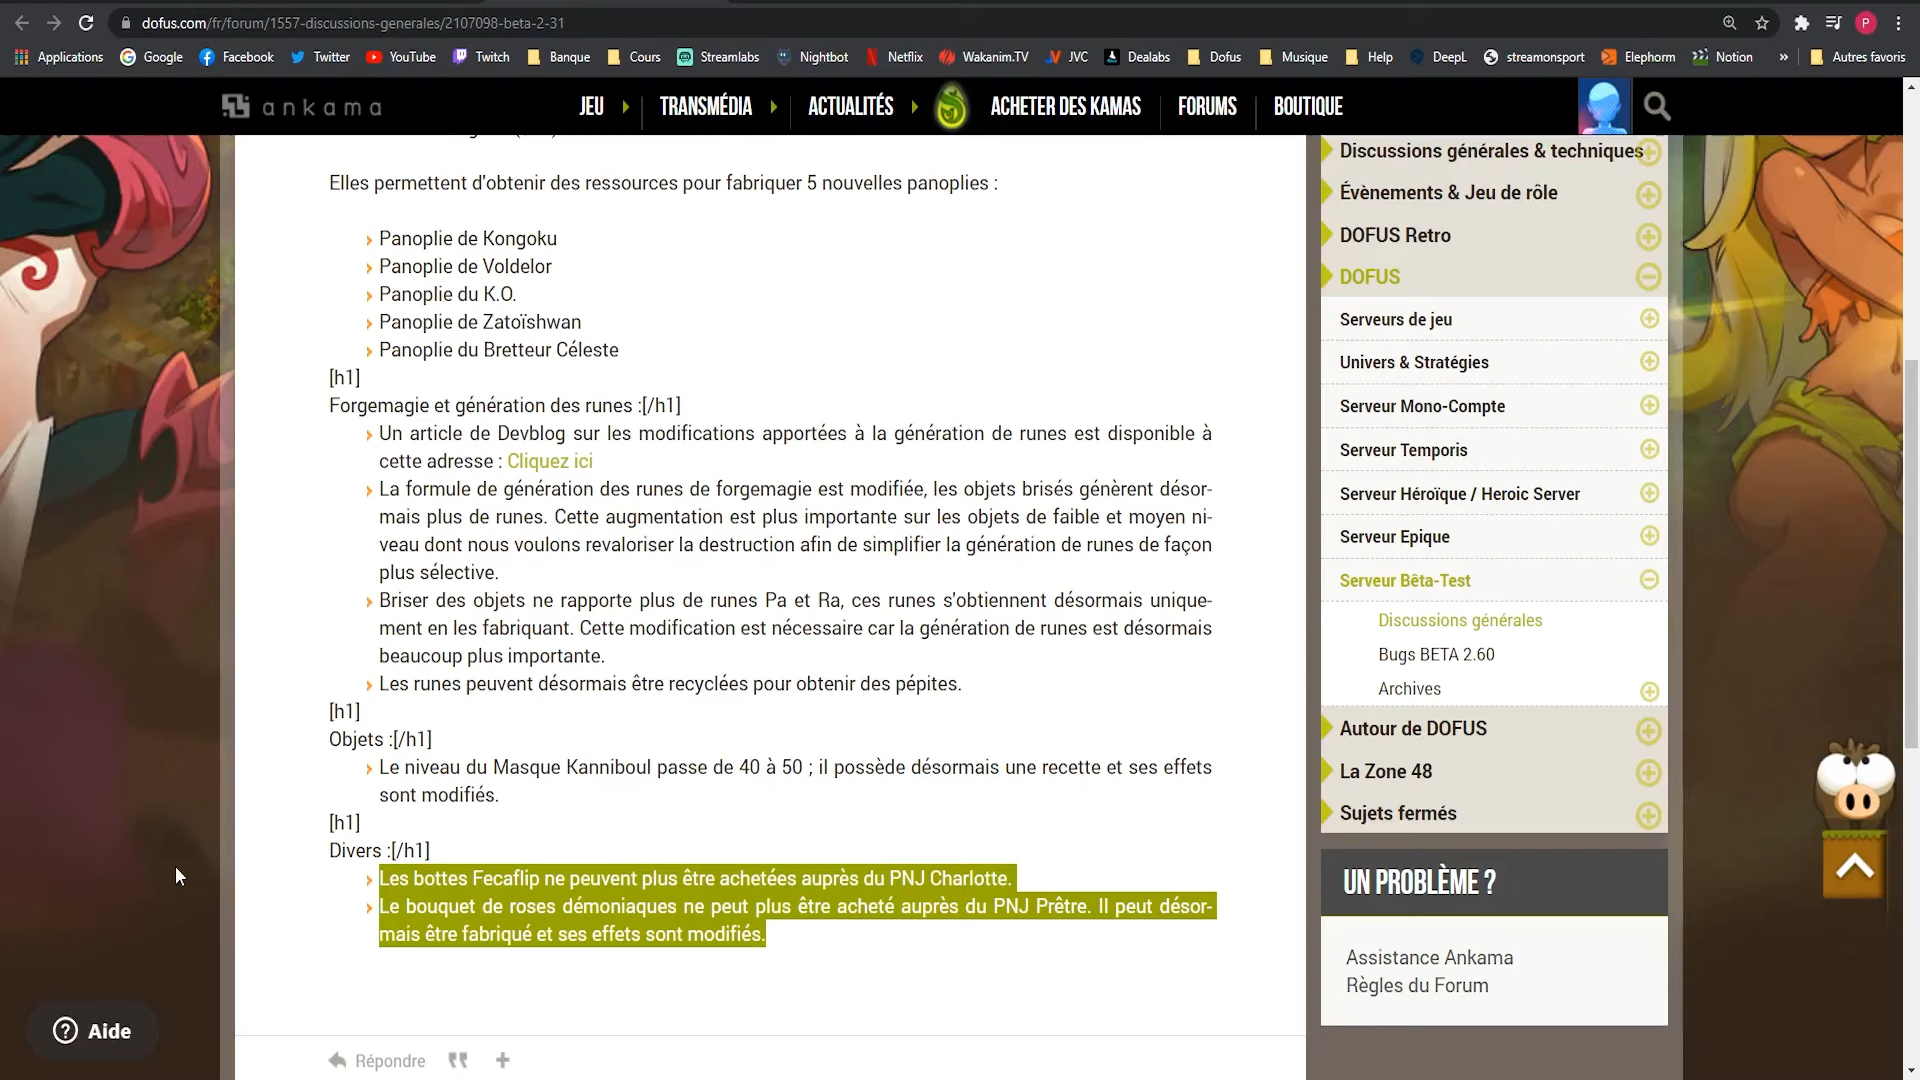 dofus.com/fr/forum/1557-discussions-generales/2107098-beta-2-31
P
Applications Google Facebook Twitter YouTube Twitch Banque Cours Streamlabs Nightbot Netflix Wakanim.TV JVC Dealabs Dofus Musique Help DeepL streamonsport Elephorm Notion » Autres favoris
ankama JEU TRANSMÉDIA ACTUALITÉS ACHETER DES KAMAS FORUMS BOUTIQUE
Elles permettent d'obtenir des ressources pour fabriquer 5 nouvelles panoplies :
Panoplie de Kongoku
Panoplie de Voldelor
Panoplie du K.O.
Panoplie de Zatoïshwan
Panoplie du Bretteur Céleste
[h1]
Forgemagie et génération des runes :[/h1]
Un article de Devblog sur les modifications apportées à la génération de runes est disponible à
cette adresse : Cliquez ici
La formule de génération des runes de forgemagie est modifiée, les objets brisés génèrent désor-
mais plus de runes. Cette augmentation est plus importante sur les objets de faible et moyen ni-
veau dont nous voulons revaloriser la destruction afin de simplifier la génération de runes de façon
plus sélective.
Briser des objets ne rapporte plus de runes Pa et Ra, ces runes s'obtiennent désormais unique-
ment en les fabriquant. Cette modification est nécessaire car la génération de runes est désormais
beaucoup plus importante.
Les runes peuvent désormais être recyclées pour obtenir des pépites.
[h1]
Objets :[/h1]
Le niveau du Masque Kanniboul passe de 40 à 50 ; il possède désormais une recette et ses effets
sont modifiés.
[h1]
Divers :[/h1]
Les bottes Fecaflip ne peuvent plus être achetées auprès du PNJ Charlotte.
Le bouquet de roses démoniaques ne peut plus être acheté auprès du PNJ Prêtre. Il peut désor-
mais être fabriqué et ses effets sont modifiés.
Répondre
Aide
Discussions générales & techniques
Évènements & Jeu de rôle
DOFUS Retro
DOFUS
Serveurs de jeu
Univers & Stratégies
Serveur Mono-Compte
Serveur Temporis
Serveur Héroïque / Heroic Server
Serveur Epique
Serveur Bêta-Test
Discussions générales
Bugs BETA 2.60
Archives
Autour de DOFUS
La Zone 48
Sujets fermés
UN PROBLÈME ?
Assistance Ankama
Règles du Forum